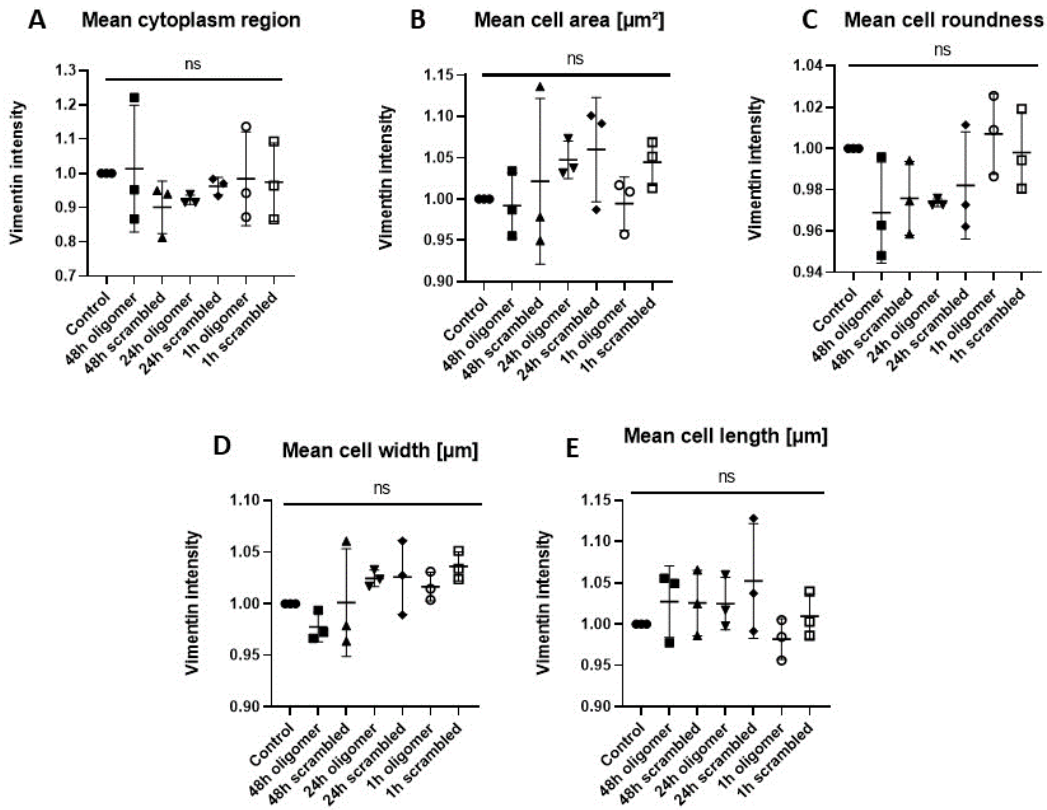 A
Mean cytoplasm region
ns
Vimentin intensity
1.3
1.2
1.1
1.0
0.9
0.8
0.7
Control
48h oligomer
48h scrambled
24h oligomer
24h scrambled
1h oligomer
1h scrambled
B
Mean cell area [µm²]
ns
Vimentin intensity
1.15
1.10
1.05
1.00
0.95
0.90
Control
48h oligomer
48h scrambled
24h oligomer
24h scrambled
1h oligomer
1h scrambled
C
Mean cell roundness
ns
Vimentin intensity
1.04
1.02
1.00
0.98
0.96
0.94
Control
48h oligomer
48h scrambled
24h oligomer
24h scrambled
1h oligomer
1h scrambled
D
Mean cell width [µm]
ns
Vimentin intensity
1.10
1.05
1.00
0.95
0.90
Control
48h oligomer
48h scrambled
24h oligomer
24h scrambled
1h oligomer
1h scrambled
E
Mean cell length [µm]
ns
Vimentin intensity
1.15
1.10
1.05
1.00
0.95
0.90
Control
48h oligomer
48h scrambled
24h oligomer
24h scrambled
1h oligomer
1h scrambled